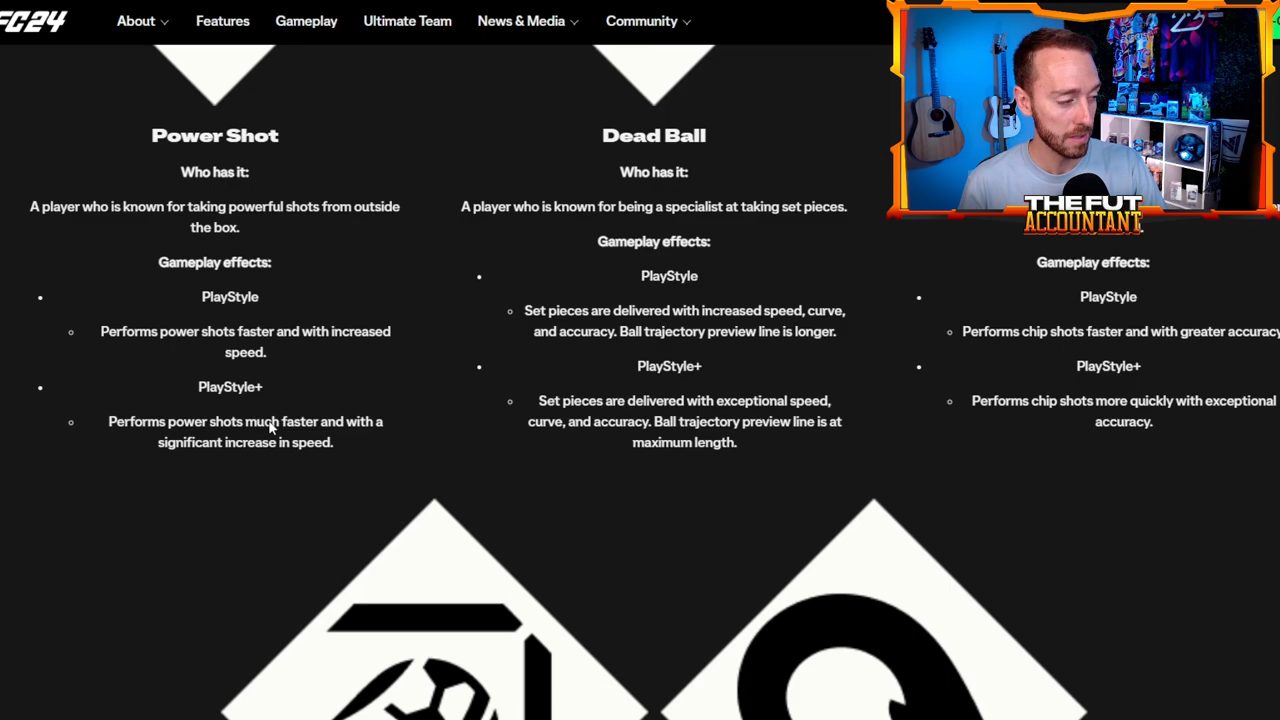 FC24
About
Features
Gameplay
Ultimate Team
News & Media
Community
THE FUT
ACCOUNTANT
Power Shot
Who has it:
A player who is known for taking powerful shots from outside
the box.
Gameplay effects:
PlayStyle
Performs power shots faster and with increased
speed.
PlayStyle+
Performs power shots much faster and with a
significant increase in speed.
Dead Ball
Who has it:
A player who is known for being a specialist at taking set pieces.
Gameplay effects:
PlayStyle
Set pieces are delivered with increased speed, curve,
and accuracy. Ball trajectory preview line is longer.
PlayStyle+
Set pieces are delivered with exceptional speed,
curve, and accuracy. Ball trajectory preview line is at
maximum length.
Gameplay effects:
PlayStyle
Performs chip shots faster and with greater accuracy
PlayStyle+
Performs chip shots more quickly with exceptional
accuracy.